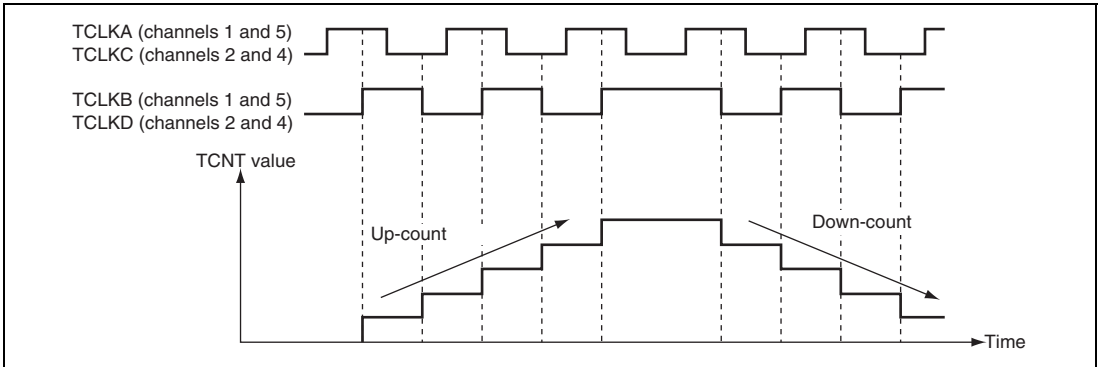 TCLKA (channels 1 and 5)
TCLKC (channels 2 and 4)
TCLKB (channels 1 and 5)
TCLKD (channels 2 and 4)
TCNT value
Up-count
Down-count
Time